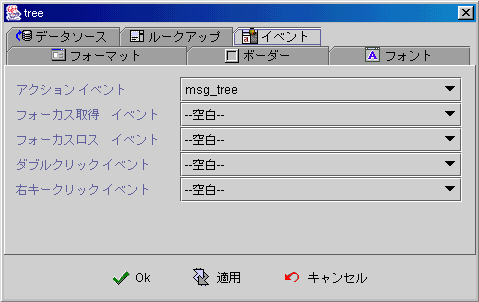 tree
データソース ルークアップ イベント
フォーマット ボーダー フォント
アクションイベント msg_tree
フォーカス取得 イベント --空白--
フォーカスロス イベント --空白--
ダブルクリックイベント --空白--
右キークリックイベント --空白--
Ok 適用 キャンセル